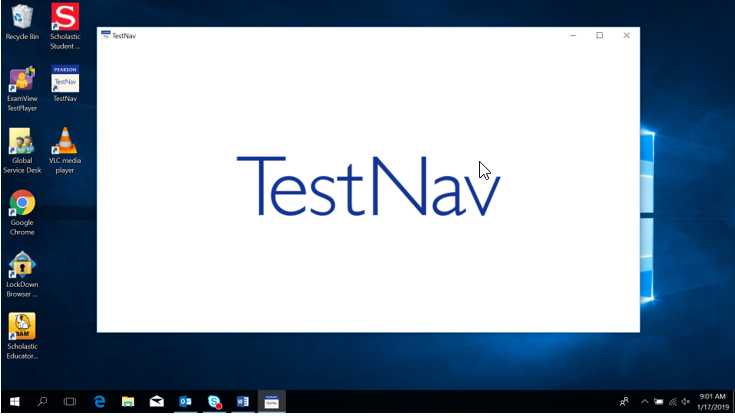 Recycle Bin
Scholastic
Student ...
ExamView
TestPlayer
PEARSON
TestNav
TestNav
Global
Service Desk
VLC media
player
Google
Chrome
LockDown
Browser ...
SAM
Scholastic
Educator...
TestNav
TestNav
9:01 AM
1/17/2019